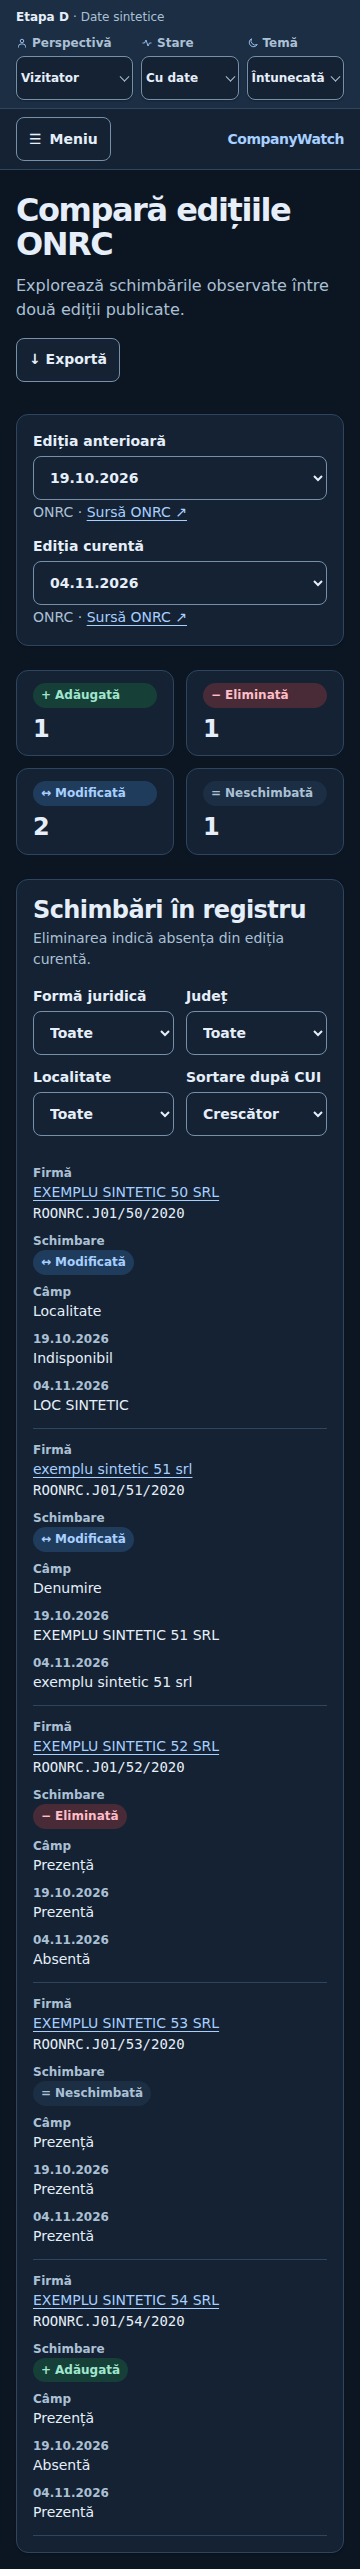 Etapa D · Date sintetice
Perspectivă Stare Temă
Vizitator Cu date Întunecată
☰ Meniu CompanyWatch
Compară edițiile
ONRC
Explorează schimbările observate între
două ediții publicate.
↓ Exportă
Ediția anterioară
19.10.2026
ONRC · Sursă ONRC ↗
Ediția curentă
04.11.2026
ONRC · Sursă ONRC ↗
+ Adăugată − Eliminată
1 1
↔ Modificată = Neschimbată
2 1
Schimbări în registru
Eliminarea indică absența din ediția
curentă.
Formă juridică Județ
Toate Toate
Localitate Sortare după CUI
Toate Crescător
Firmă
EXEMPLU SINTETIC 50 SRL
ROONRC.J01/50/2020
Schimbare
↔ Modificată
Câmp
Localitate
19.10.2026
Indisponibil
04.11.2026
LOC SINTETIC
Firmă
exemplu sintetic 51 srl
ROONRC.J01/51/2020
Schimbare
↔ Modificată
Câmp
Denumire
19.10.2026
EXEMPLU SINTETIC 51 SRL
04.11.2026
exemplu sintetic 51 srl
Firmă
EXEMPLU SINTETIC 52 SRL
ROONRC.J01/52/2020
Schimbare
− Eliminată
Câmp
Prezență
19.10.2026
Prezentă
04.11.2026
Absentă
Firmă
EXEMPLU SINTETIC 53 SRL
ROONRC.J01/53/2020
Schimbare
= Neschimbată
Câmp
Prezență
19.10.2026
Prezentă
04.11.2026
Prezentă
Firmă
EXEMPLU SINTETIC 54 SRL
ROONRC.J01/54/2020
Schimbare
+ Adăugată
Câmp
Prezență
19.10.2026
Absentă
04.11.2026
Prezentă